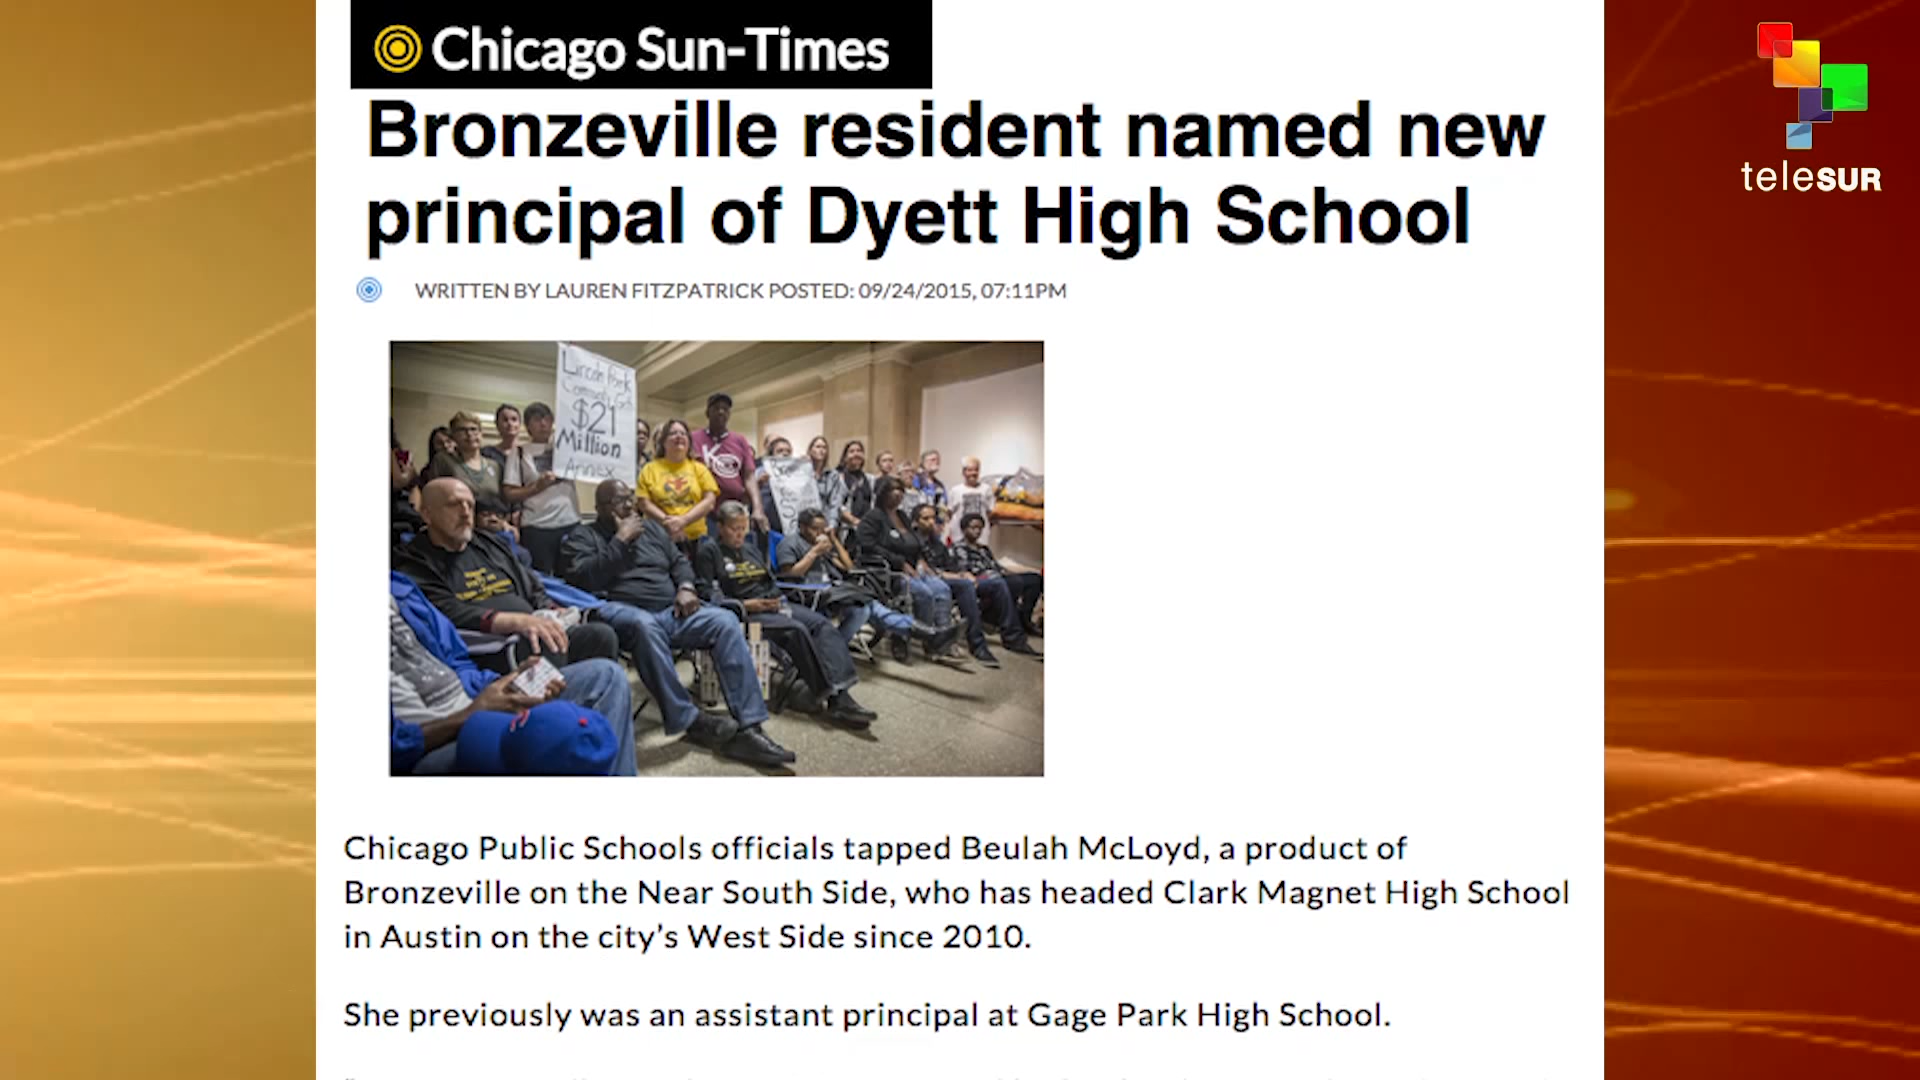 Chicago Sun-Times
teleSUR
Bronzeville resident named new
principal of Dyett High School
WRITTEN BY LAUREN FITZPATRICK POSTED: 09/24/2015, 07:11PM
Lincoln Park
$21
Million
Annex
Chicago Public Schools officials tapped Beulah McLoyd, a product of
Bronzeville on the Near South Side, who has headed Clark Magnet High School
in Austin on the city’s West Side since 2010.
She previously was an assistant principal at Gage Park High School.